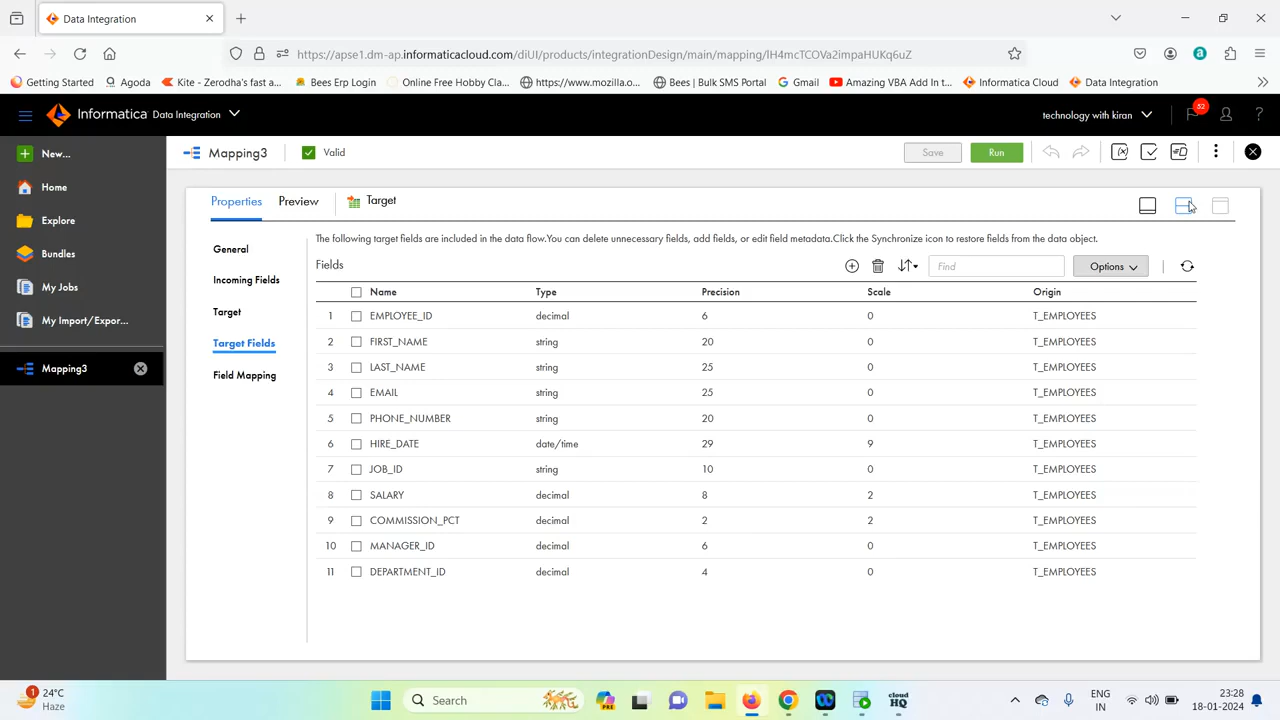 Data Integration
https://apse1.dm-ap.informaticacloud.com/diUI/products/integrationDesign/main/mapping/lH4mcTCOVa2impaHUKq6uZ
Getting Started Agoda Kite - Zerodha's fast a... Bees Erp Login Online Free Hobby Cla... https://www.mozilla.o... Bees | Bulk SMS Portal Gmail Amazing VBA Add In t... Informatica Cloud Data Integration
Informatica Data Integration technology with kiran 52
New...
Home
Explore
Bundles
My Jobs
My Import/Expor...
Mapping3
Mapping3 Valid Save Run
Properties Preview Target
General
Incoming Fields
Target
Target Fields
Field Mapping
The following target fields are included in the data flow.You can delete unnecessary fields, add fields, or edit field metadata.Click the Synchronize icon to restore fields from the data object.
Fields Find Options
Name Type Precision Scale Origin
1 EMPLOYEE_ID decimal 6 0 T_EMPLOYEES
2 FIRST_NAME string 20 0 T_EMPLOYEES
3 LAST_NAME string 25 0 T_EMPLOYEES
4 EMAIL string 25 0 T_EMPLOYEES
5 PHONE_NUMBER string 20 0 T_EMPLOYEES
6 HIRE_DATE date/time 29 9 T_EMPLOYEES
7 JOB_ID string 10 0 T_EMPLOYEES
8 SALARY decimal 8 2 T_EMPLOYEES
9 COMMISSION_PCT decimal 2 2 T_EMPLOYEES
10 MANAGER_ID decimal 6 0 T_EMPLOYEES
11 DEPARTMENT_ID decimal 4 0 T_EMPLOYEES
1 24°C
Haze
Search
PRE
cloud
HQ
ENG
IN
23:28
18-01-2024